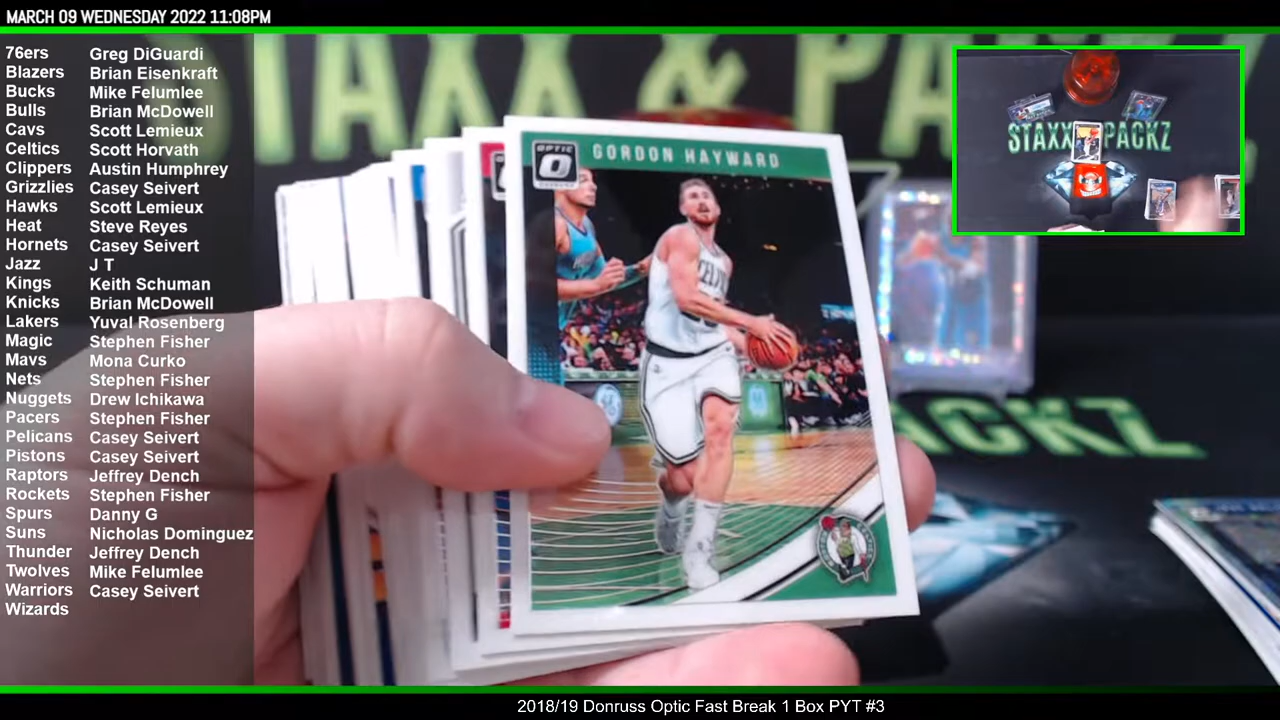 MARCH 09 WEDNESDAY 2022 11:08PM
76ers Greg DiGuardi
Blazers Brian Eisenkraft
Bucks Mike Felumlee
Bulls Brian McDowell
Cavs Scott Lemieux
Celtics Scott Horvath
Clippers Austin Humphrey
Grizzlies Casey Seivert
Hawks Scott Lemieux
Heat Steve Reyes
Hornets Casey Seivert
Jazz J T
Kings Keith Schuman
Knicks Brian McDowell
Lakers Yuval Rosenberg
Magic Stephen Fisher
Mavs Mona Curko
Nets Stephen Fisher
Nuggets Drew Ichikawa
Pacers Stephen Fisher
Pelicans Casey Seivert
Pistons Casey Seivert
Raptors Jeffrey Dench
Rockets Stephen Fisher
Spurs Danny G
Suns Nicholas Dominguez
Thunder Jeffrey Dench
Twolves Mike Felumlee
Warriors Casey Seivert
Wizards
STAXX & PACKZ
OPTIC
GORDON HAYWARD
STAXX PACKZ
PACKZ
2018/19 Donruss Optic Fast Break 1 Box PYT #3